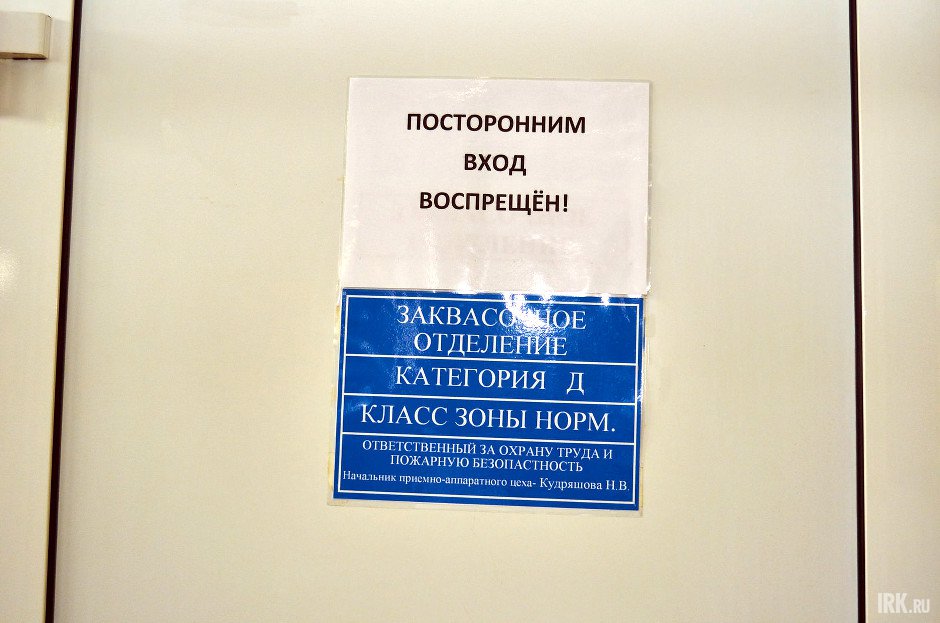 ПОСТОРОННИМ
ВХОД
ВОСПРЕЩЁН!
ЗАКВАСОЧНОЕ
ОТДЕЛЕНИЕ
КАТЕГОРИЯ Д
КЛАСС ЗОНЫ НОРМ.
ОТВЕТСТВЕННЫЙ ЗА ОХРАНУ ТРУДА И
ПОЖАРНУЮ БЕЗОПАСТНОСТЬ
Начальник приемно-аппаратного цеха- Кудряшова Н.В.
IRK.RU